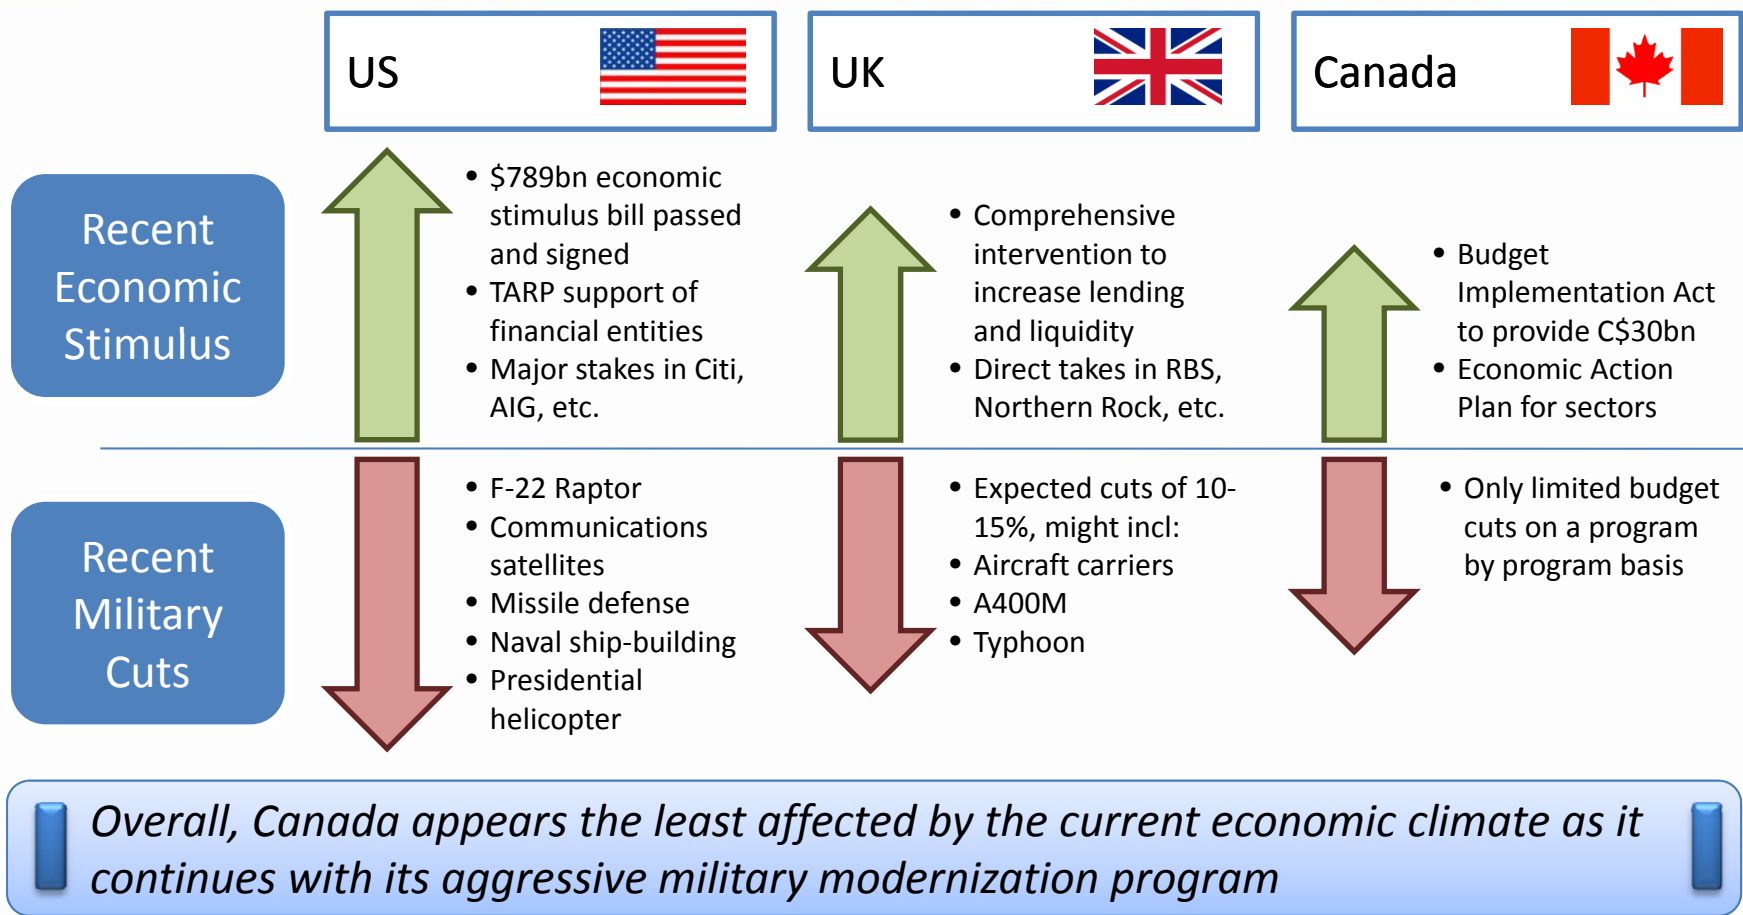 US
UK
Canada
Recent
Economic
Stimulus
• $789bn economic
stimulus bill passed
and signed
• TARP support of
financial entities
• Major stakes in Citi,
AIG, etc.
• Comprehensive
intervention to
increase lending
and liquidity
• Direct takes in RBS,
Northern Rock, etc.
• Budget
Implementation Act
to provide C$30bn
• Economic Action
Plan for sectors
Recent
Military
Cuts
• F-22 Raptor
• Communications
satellites
• Missile defense
• Naval ship-building
• Presidential
helicopter
• Expected cuts of 10-
15%, might incl:
• Aircraft carriers
• A400M
• Typhoon
• Only limited budget
cuts on a program
by program basis
Overall, Canada appears the least affected by the current economic climate as it
continues with its aggressive military modernization program